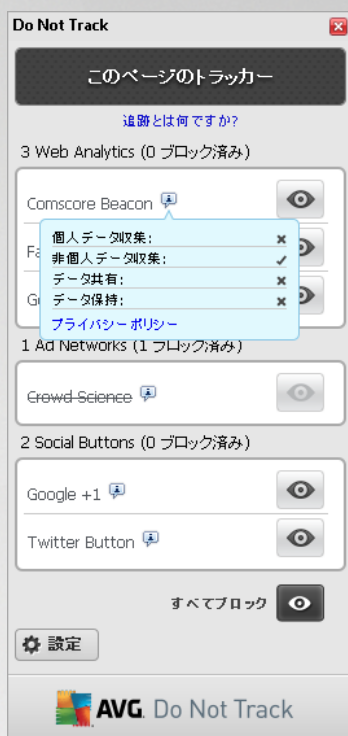 Do Not Track
このページのトラッカー
追跡とは何ですか?
3 Web Analytics (0 ブロック済み)
Comscore Beacon
個人データ収集:
非個人データ収集:
データ共有:
データ保持:
プライバシーポリシー
1 Ad Networks (1 ブロック済み)
Crowd Science
2 Social Buttons (0 ブロック済み)
Google +1
Twitter Button
すべてブロック
設定
AVG. Do Not Track